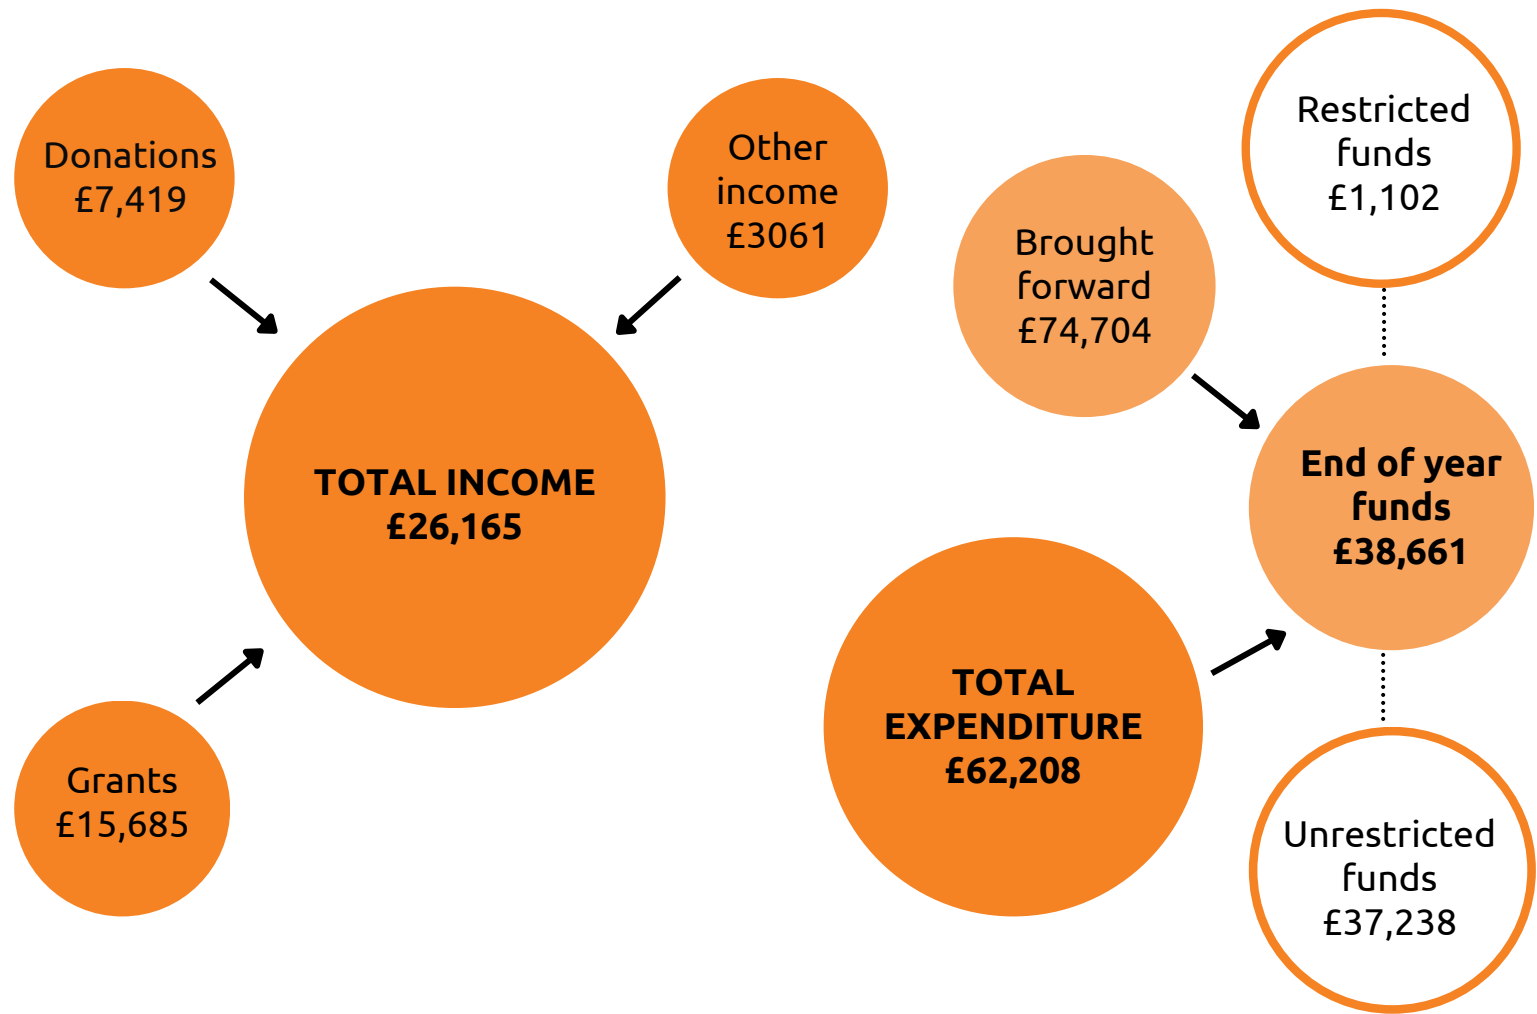 Donations
£7,419
Other
income
£3061
TOTAL INCOME
£26,165
Grants
£15,685
Brought
forward
£74,704
Restricted
funds
£1,102
End of year
funds
£38,661
TOTAL
EXPENDITURE
£62,208
Unrestricted
funds
£37,238